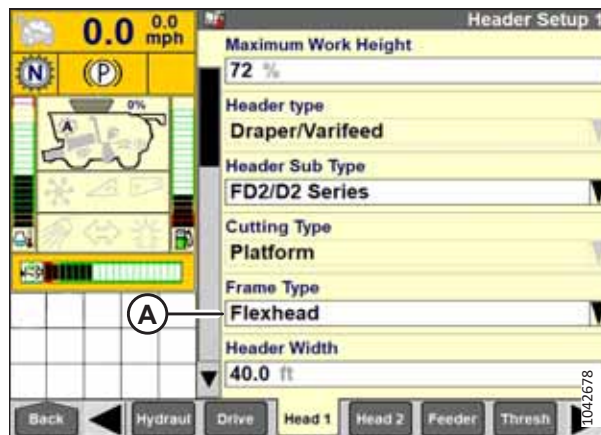 0.0 0.0 mph
Header Setup 1
N (P)
0%
A
Maximum Work Height
72 %
Header type
Draper/Varifeed
Header Sub Type
FD2/D2 Series
Cutting Type
Platform
Frame Type
A
Flexhead
Header Width
40.0 ft
1042678
Back Hydraul Drive Head 1 Head 2 Feeder Thresh